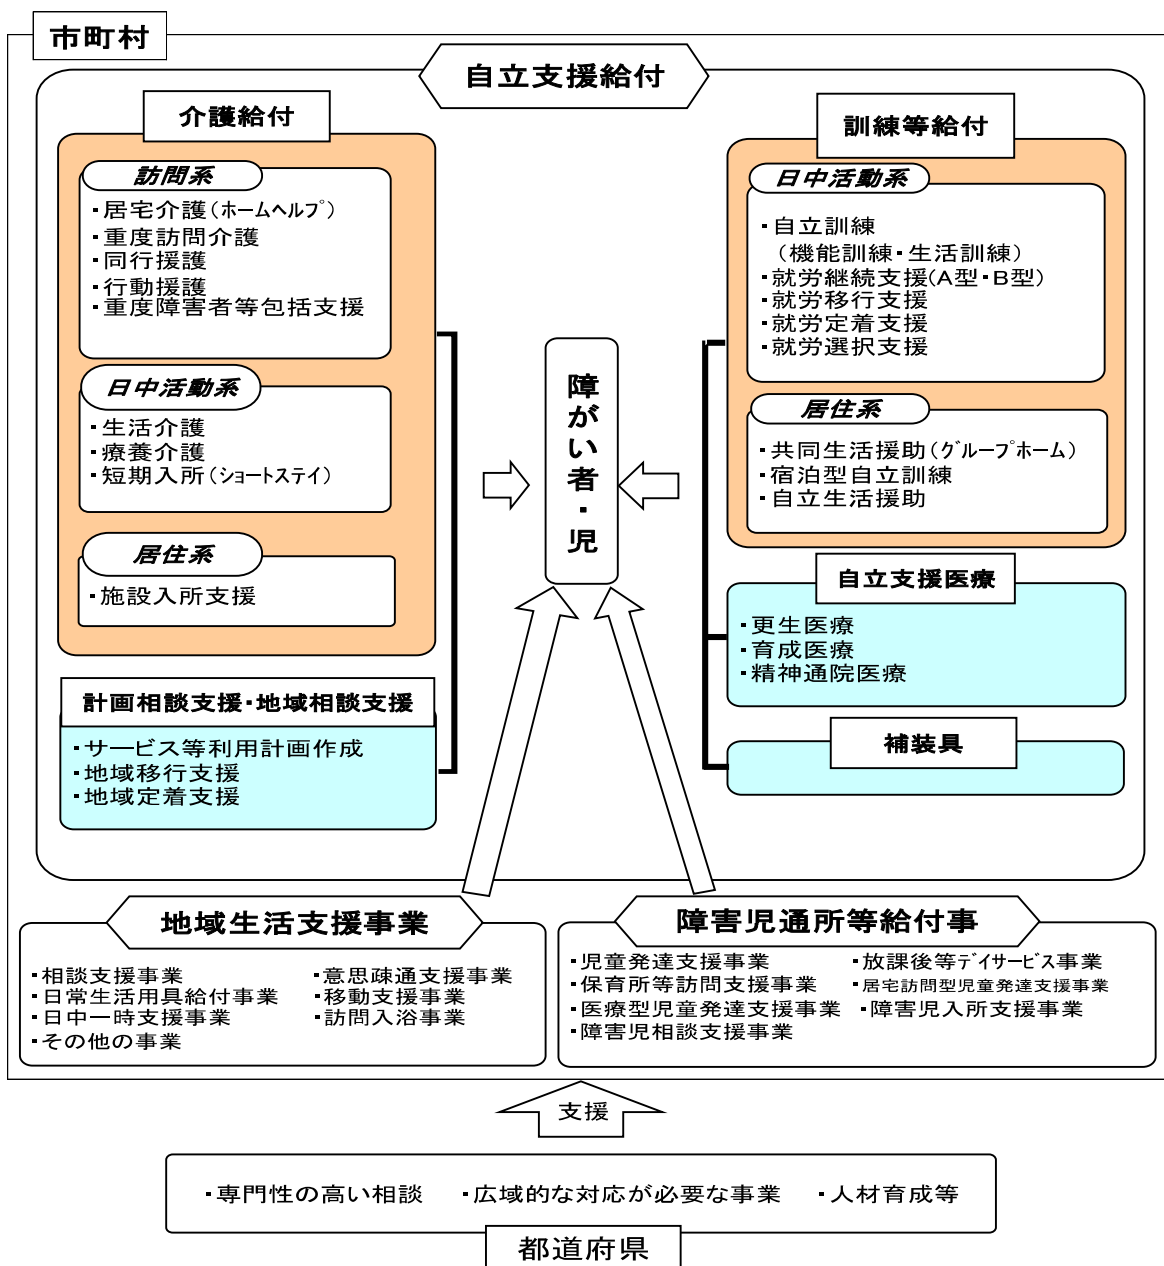 市町村
自立支援給付
介護給付
訪問系
・居宅介護(ホームヘルプ)
・重度訪問介護
・同行援護
・行動援護
・重度障害者等包括支援
日中活動系
・生活介護
・療養介護
・短期入所(ショートステイ)
居住系
・施設入所支援
計画相談支援・地域相談支援
・サービス等利用計画作成
・地域移行支援
・地域定着支援
障がい者・児
訓練等給付
日中活動系
・自立訓練
(機能訓練・生活訓練)
・就労継続支援(A型・B型)
・就労移行支援
・就労定着支援
・就労選択支援
居住系
・共同生活援助(グループホーム)
・宿泊型自立訓練
・自立生活援助
自立支援医療
・更生医療
・育成医療
・精神通院医療
補装具
地域生活支援事業
・相談支援事業
・日常生活用具給付事業
・日中一時支援事業
・その他の事業
・意思疎通支援事業
・移動支援事業
・訪問入浴事業
障害児通所等給付事
・児童発達支援事業
・保育所等訪問支援事業
・医療型児童発達支援事業
・障害児相談支援事業
・放課後等デイサービス事業
・居宅訪問型児童発達支援事業
・障害児入所支援事業
支援
・専門性の高い相談 ・広域的な対応が必要な事業 ・人材育成等
都道府県